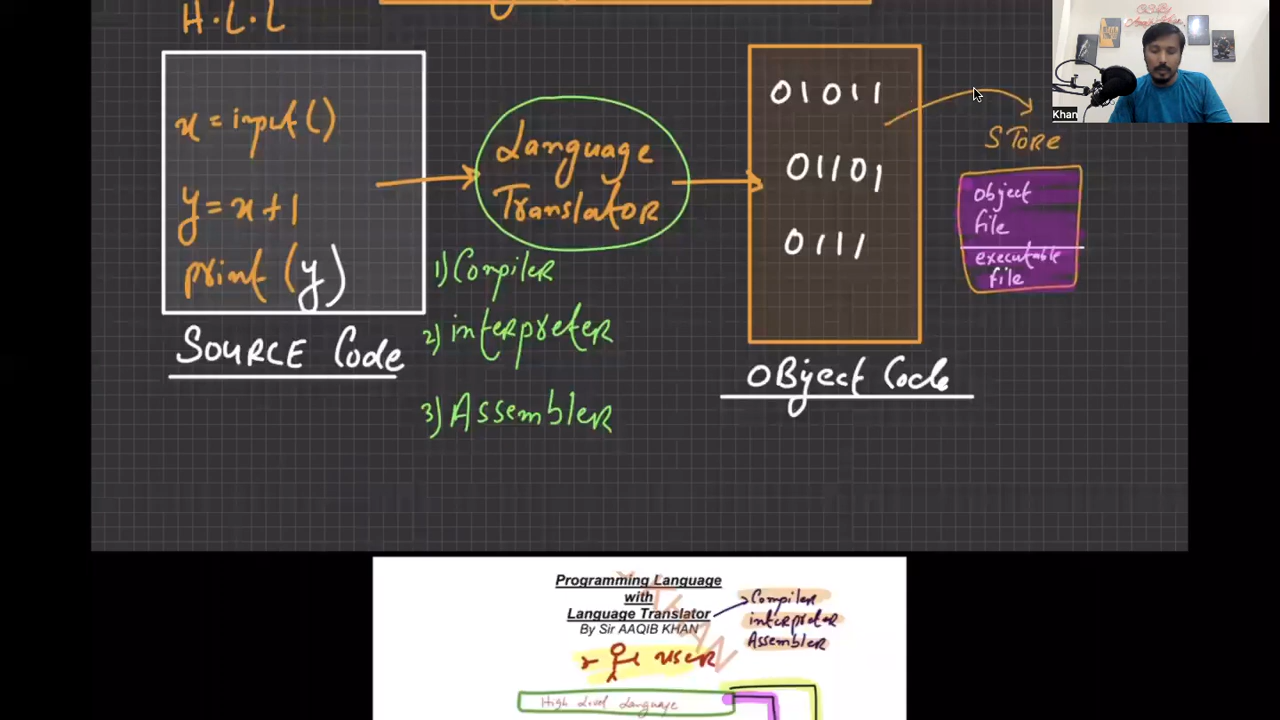 H.L.L
x = input()
y = x + 1
print (y)
SOURCE Code
Language
Translator
1) Compiler
2) interpreter
3) Assembler
01011
01101
0111
OBject Code
STORE
object
file
executable
file
Khan
Programming Language
with
Language Translator
By Sir AAQIB KHAN
Compiler
interpreter
Assembler
USER
High Level Language